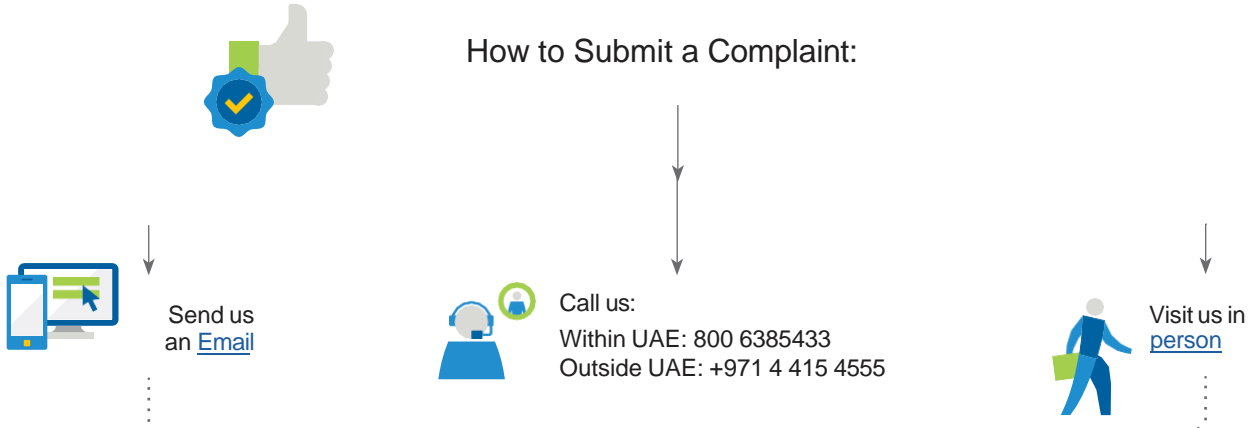 How to Submit a Complaint:
Send us
an Email
Call us:
Within UAE: 800 6385433
Outside UAE: +971 4 415 4555
Visit us in
person